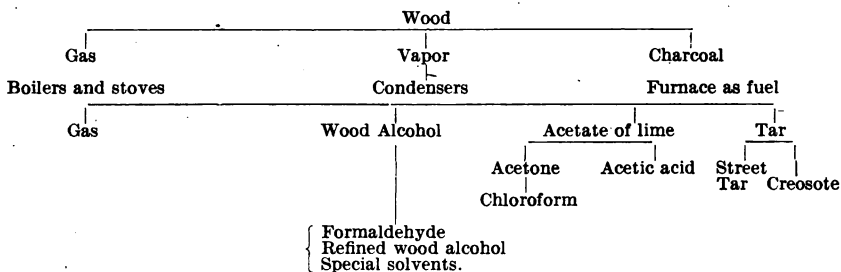 Wood
Gas Vapor Charcoal
Boilers and stoves Condensers Furnace as fuel
Gas Wood Alcohol Acetate of lime Tar
Acetone Acetic acid Street Tar Creosote
Chloroform
Formaldehyde
Refined wood alcohol
Special solvents.